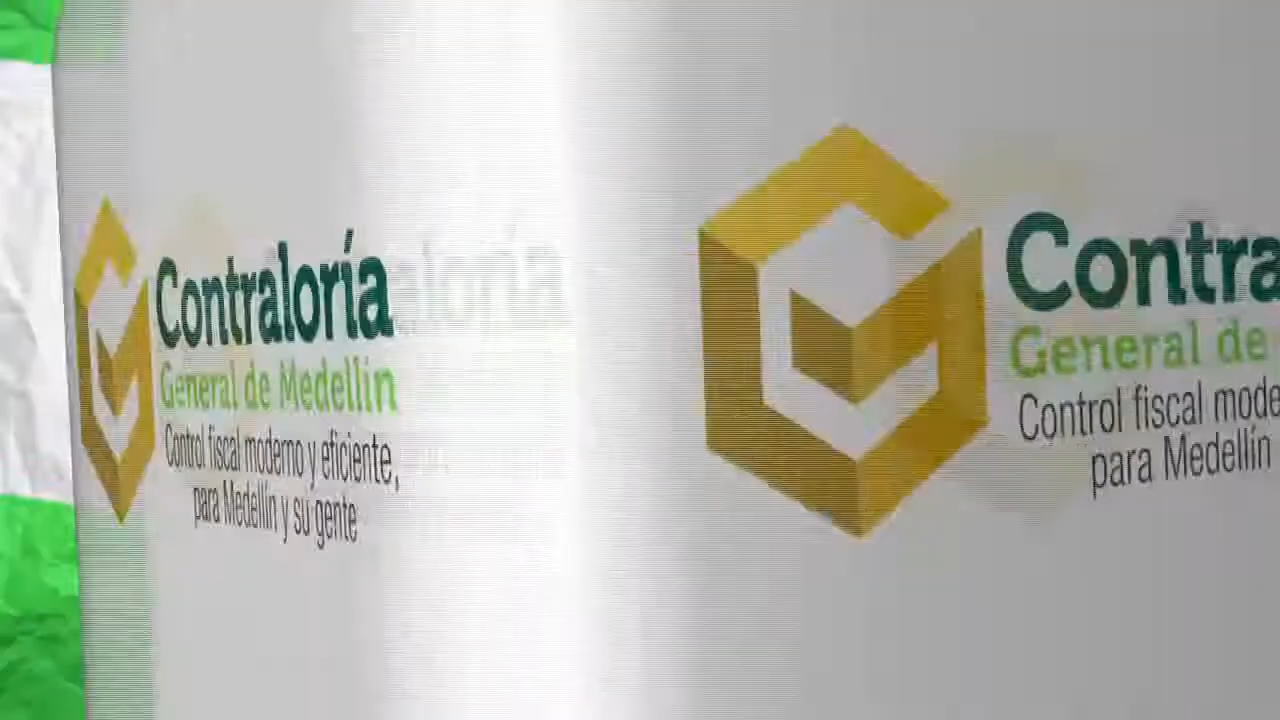 Contraloría
General de Medellín
Control fiscal moderno y eficiente,
para Medellín y su gente
Contra
General de
Control fiscal mode
para Medellín